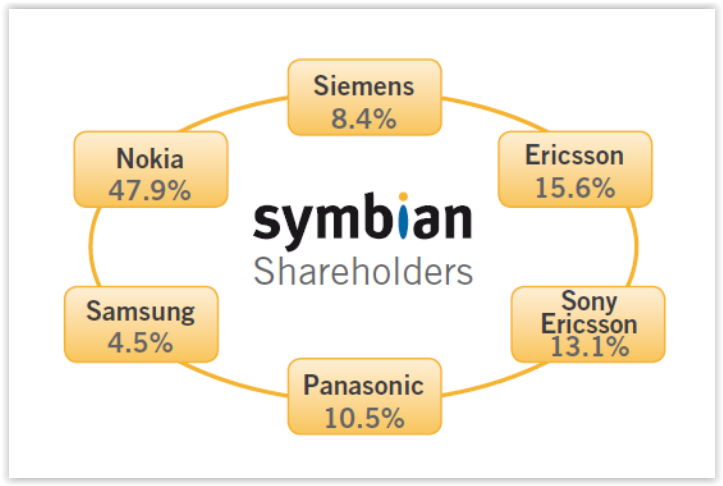 Siemens
8.4%
Nokia
47.9%
Ericsson
15.6%
symbian
Shareholders
Samsung
4.5%
Sony
Ericsson
13.1%
Panasonic
10.5%